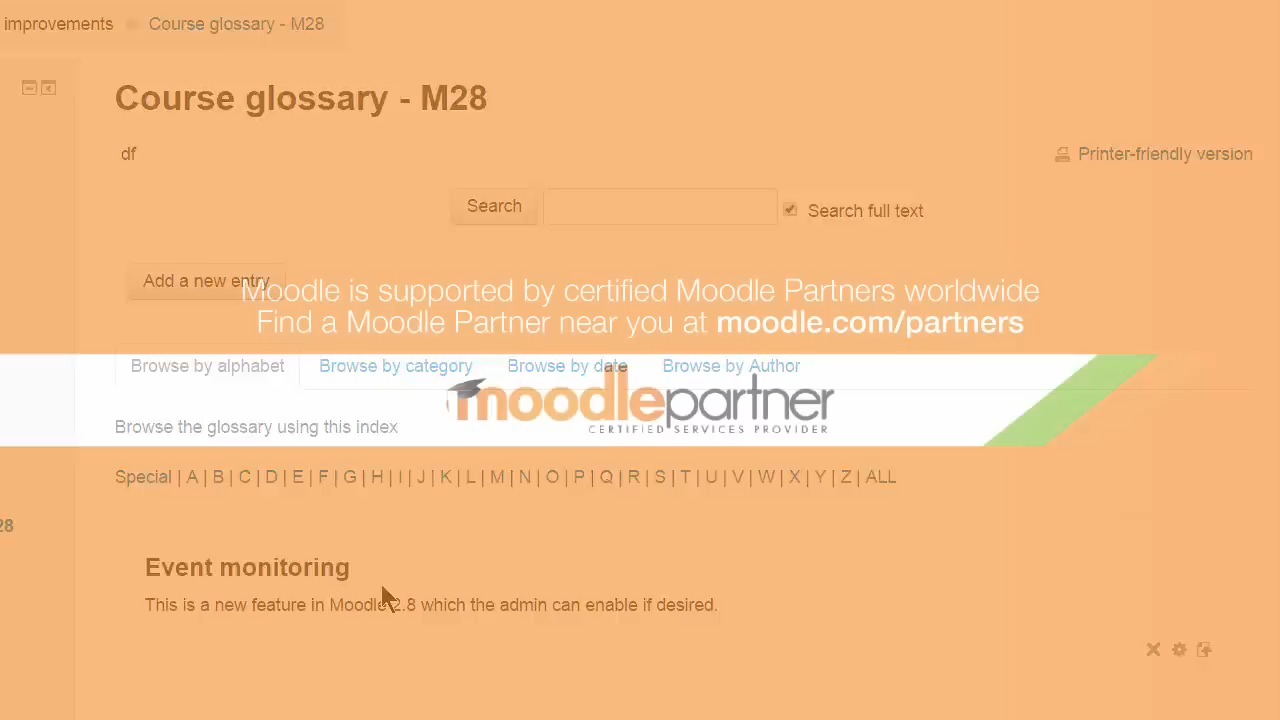 improvements Course glossary - M28
Course glossary - M28
df
Printer-friendly version
Search Search full text
Add a new entry
Moodle is supported by certified Moodle Partners worldwide
Find a Moodle Partner near you at moodle.com/partners
Browse by alphabet Browse by category Browse by date Browse by Author
moodlepartner
CERTIFIED SERVICES PROVIDER
Browse the glossary using this index
Special | A | B | C | D | E | F | G | H | I | J | K | L | M | N | O | P | Q | R | S | T | U | V | W | X | Y | Z | ALL
28
Event monitoring
This is a new feature in Moodle 2.8 which the admin can enable if desired.